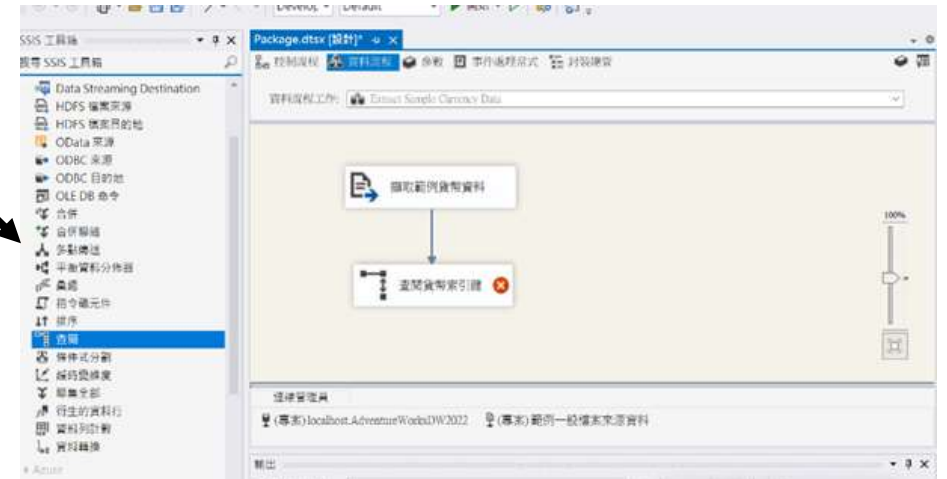 Develop
Default
SSIS 工具箱
搜尋 SSIS 工具箱
Data Streaming Destination
HDFS 檔案來源
HDFS 檔案目的地
OData 來源
ODBC 來源
ODBC 目的地
OLE DB 命令
合併
合併聯結
多點傳送
平衡資料分佈器
彙總
指令碼元件
排序
查閱
條件式分割
緩時變維度
聯集全部
衍生的資料行
資料列計數
資料轉換
Azure
Package.dtsx [設計]*
控制流程 資料流程 參數 事件處理常式 封裝總管
資料流程工作: Extract Sample Currency Data
擷取範例貨幣資料
查閱貨幣索引鍵
100%
連線管理員
(專案) localhost.AdventureWorksDW2022 (專案) 範例一般檔案來源資料
輸出